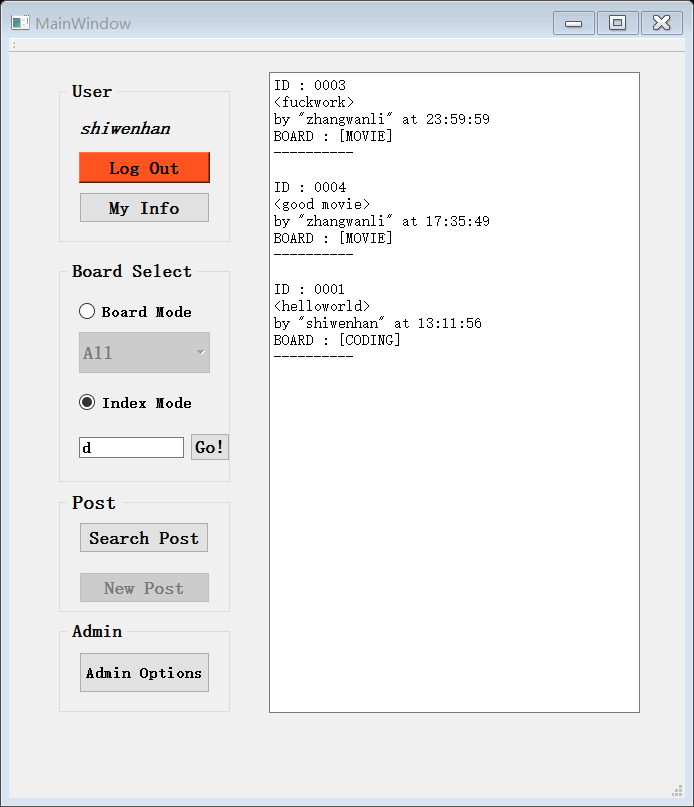 MainWindow
User
shiwenhan
Log Out
My Info
Board Select
Board Mode
All
Index Mode
d
Go!
Post
Search Post
New Post
Admin
Admin Options
ID : 0003
<fuckwork>
by "zhangwanli" at 23:59:59
BOARD : [MOVIE]
----------
ID : 0004
<good movie>
by "zhangwanli" at 17:35:49
BOARD : [MOVIE]
----------
ID : 0001
<helloworld>
by "shiwenhan" at 13:11:56
BOARD : [CODING]
----------